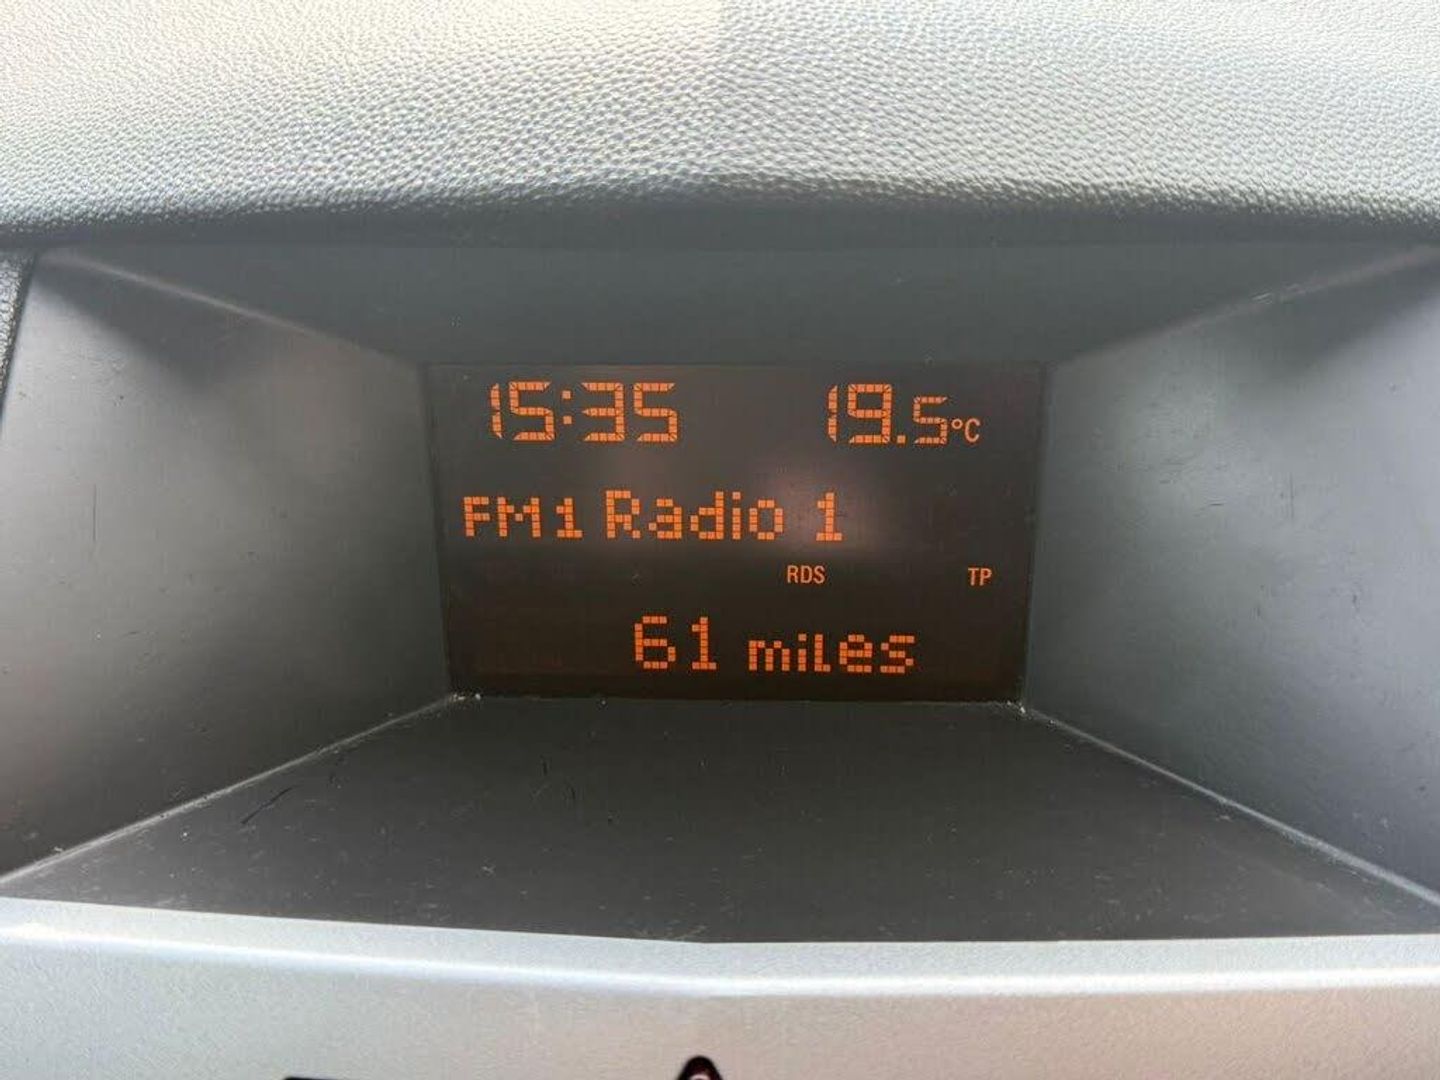 15:35 19.5°C
FM1 Radio 1
RDS TP
61 miles